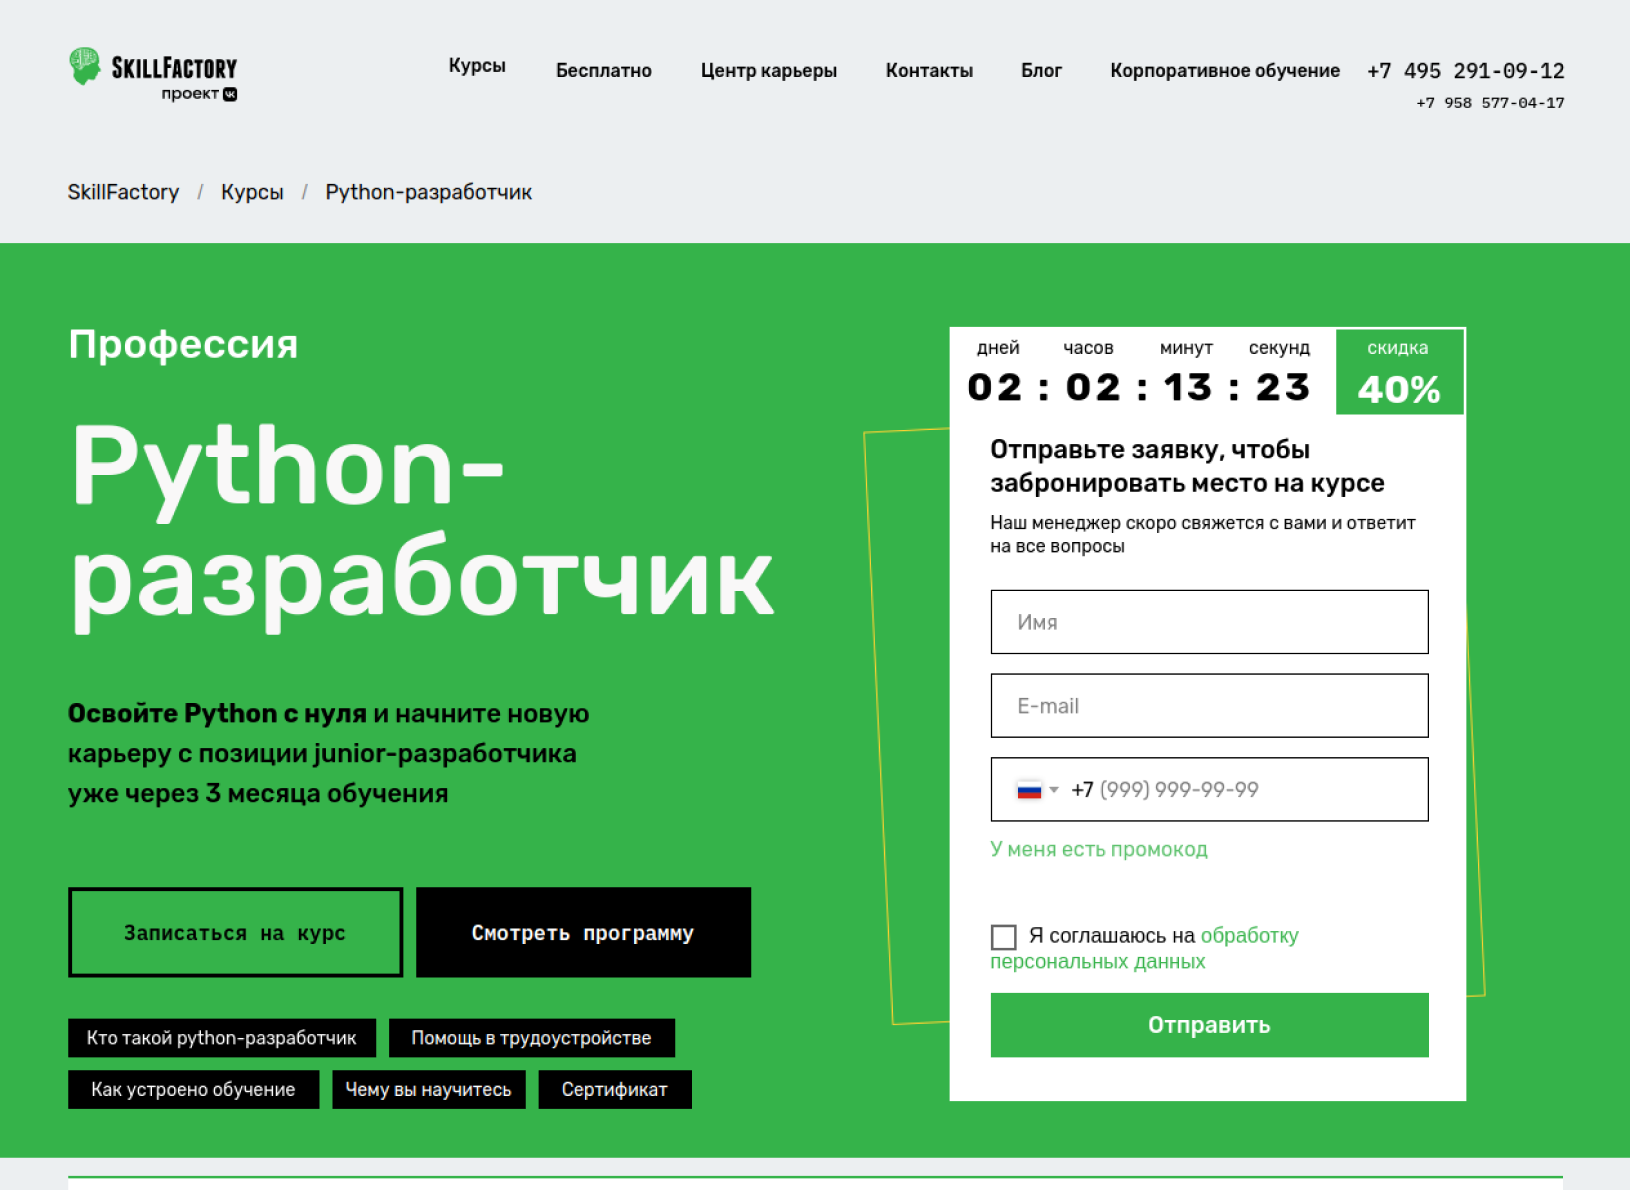 SKILLFACTORY
проект
Курсы
Бесплатно
Центр карьеры
Контакты
Блог
Корпоративное обучение
+7 495 291-09-12
+7 958 577-04-17
SkillFactory / Курсы / Python-разработчик
Профессия
Python-
разработчик
Освойте Python с нуля и начните новую
карьеру с позиции junior-разработчика
уже через 3 месяца обучения
Записаться на курс
Смотреть программу
Кто такой python-разработчик
Помощь в трудоустройстве
Как устроено обучение
Чему вы научитесь
Сертификат
дней часов минут секунд
02 : 02 : 13 : 23
скидка
40%
Отправьте заявку, чтобы
забронировать место на курсе
Наш менеджер скоро свяжется с вами и ответит
на все вопросы
Имя
E-mail
+7 (999) 999-99-99
У меня есть промокод
Я соглашаюсь на обработку
персональных данных
Отправить